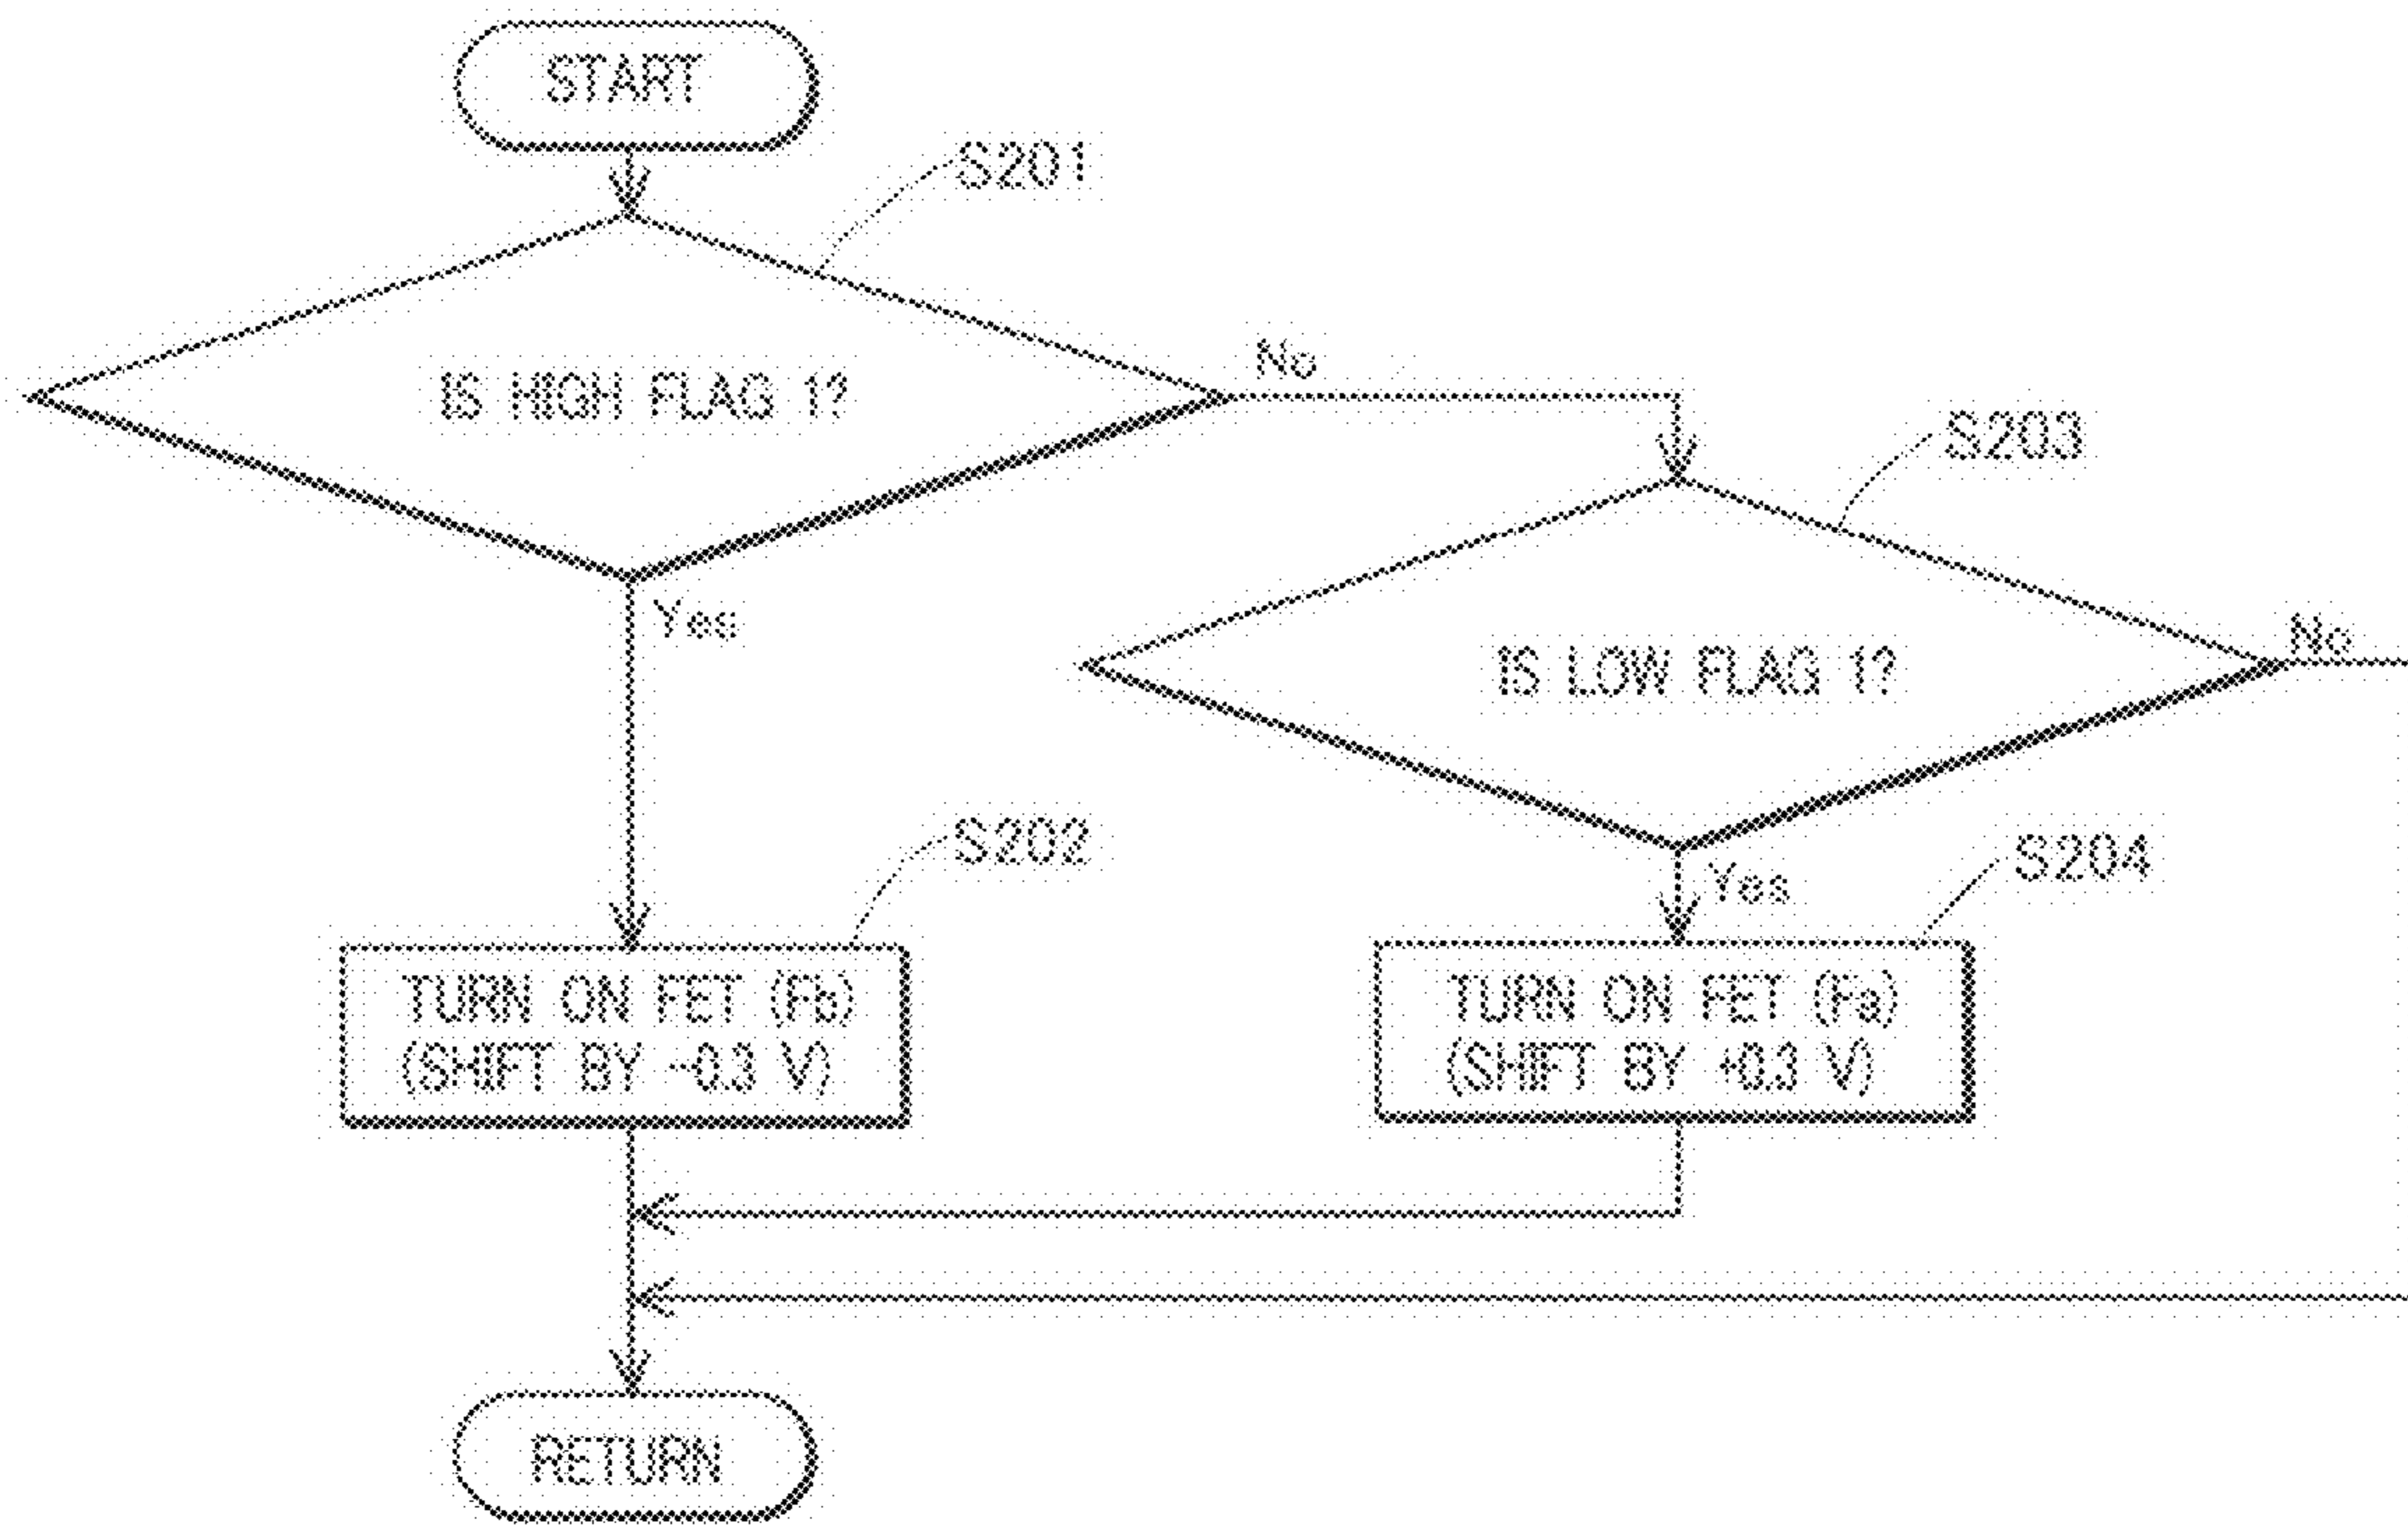 START
S201
IS HIGH FLAG 1?
No
S203
Yes
IS LOW FLAG 1?
No
S202
Yes
S204
TURN ON FET (Fb)
(SHIFT BY -0.3 V)
TURN ON FET (Fa)
(SHIFT BY +0.3 V)
RETURN